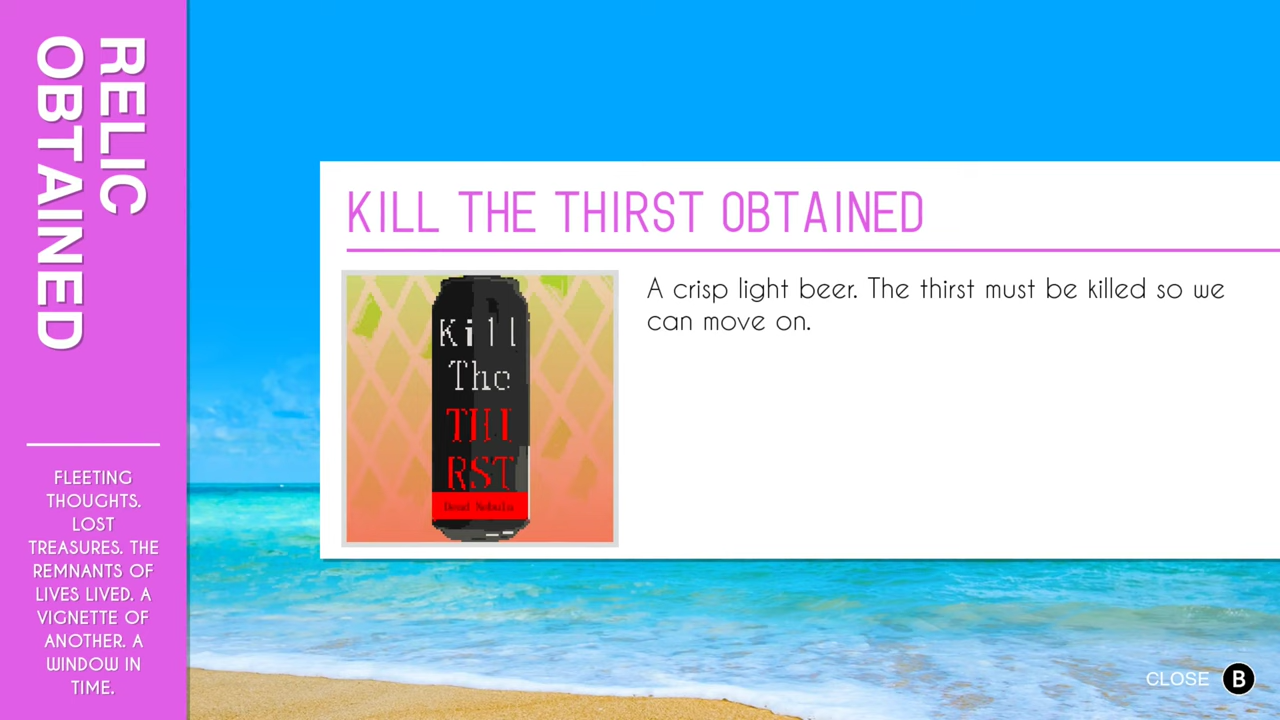 RELIC
OBTAINED
FLEETING
THOUGHTS.
LOST
TREASURES. THE
REMNANTS OF
LIVES LIVED. A
VIGNETTE OF
ANOTHER. A
WINDOW IN
TIME.
KILL THE THIRST OBTAINED
Kill
The
THI
RST
Dead Nebula
A crisp light beer. The thirst must be killed so we
can move on.
CLOSE B